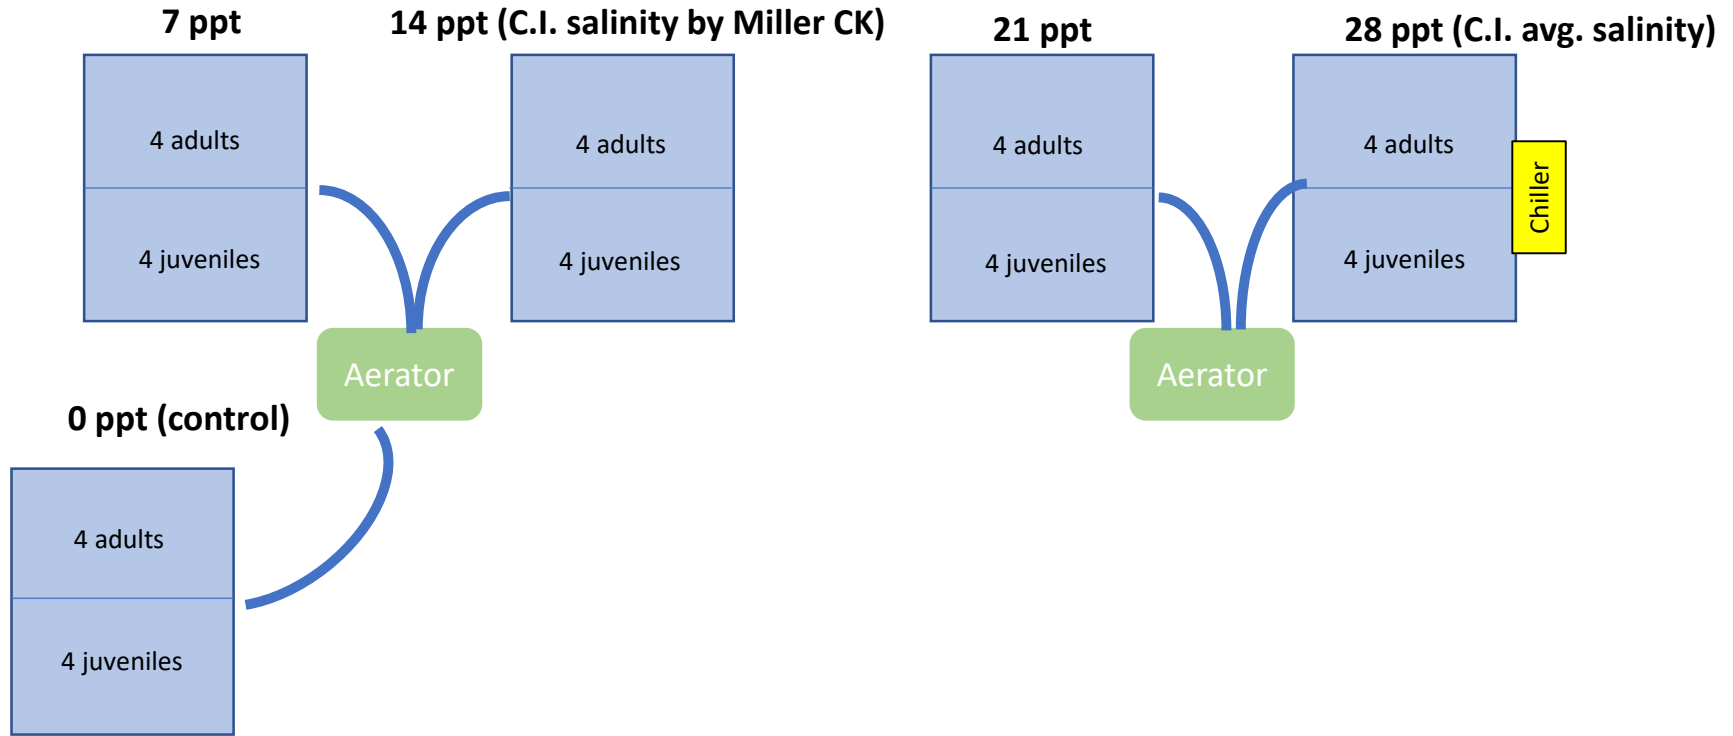 7 ppt
14 ppt (C.I. salinity by Miller CK)
21 ppt
28 ppt (C.I. avg. salinity)
4 adults
4 juveniles
4 adults
4 juveniles
4 adults
4 juveniles
4 adults
4 juveniles
Chiller
Aerator
Aerator
0 ppt (control)
4 adults
4 juveniles